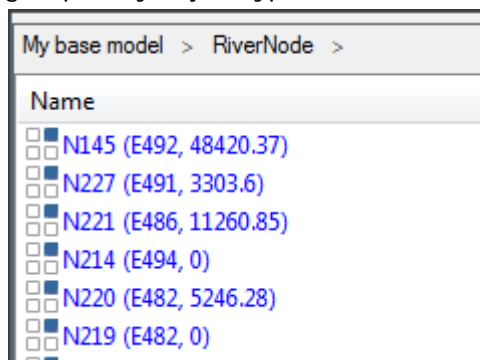 My base model > RiverNode >
Name
N145 (E492, 48420.37)
N227 (E491, 3303.6)
N221 (E486, 11260.85)
N214 (E494, 0)
N220 (E482, 5246.28)
N219 (E482, 0)